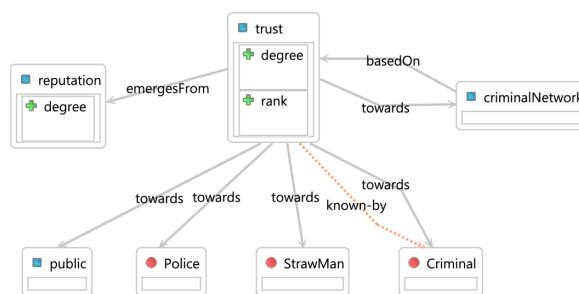 trust
degree
rank
reputation
degree
emergesFrom
basedOn
towards
criminalNetwork
towards
towards
towards
towards
known-by
public
Police
StrawMan
Criminal